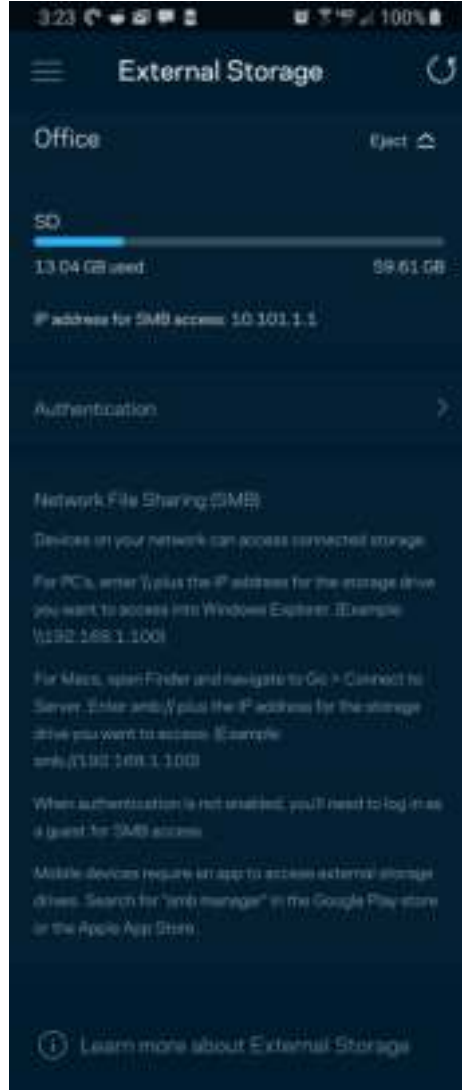 3:23
100%
External Storage
Office
Eject
SD
13.04 GB used
59.61 GB
IP address for SMB access: 10.101.1.1
Authentication
Network File Sharing (SMB)
Devices on your network can access connected storage.
For PC's, enter \\ plus the IP address for the storage drive
you want to access into Windows Explorer. (Example:
\\192.168.1.100)
For Macs, open Finder and navigate to Go > Connect to
Server. Enter smb:// plus the IP address for the storage
drive you want to access. (Example:
smb://192.168.1.100)
When authentication is not enabled, you'll need to log in as
a guest for SMB access.
Mobile devices require an app to access external storage
drives. Search for "smb manager" in the Google Play store
or the Apple App Store.
Learn more about External Storage